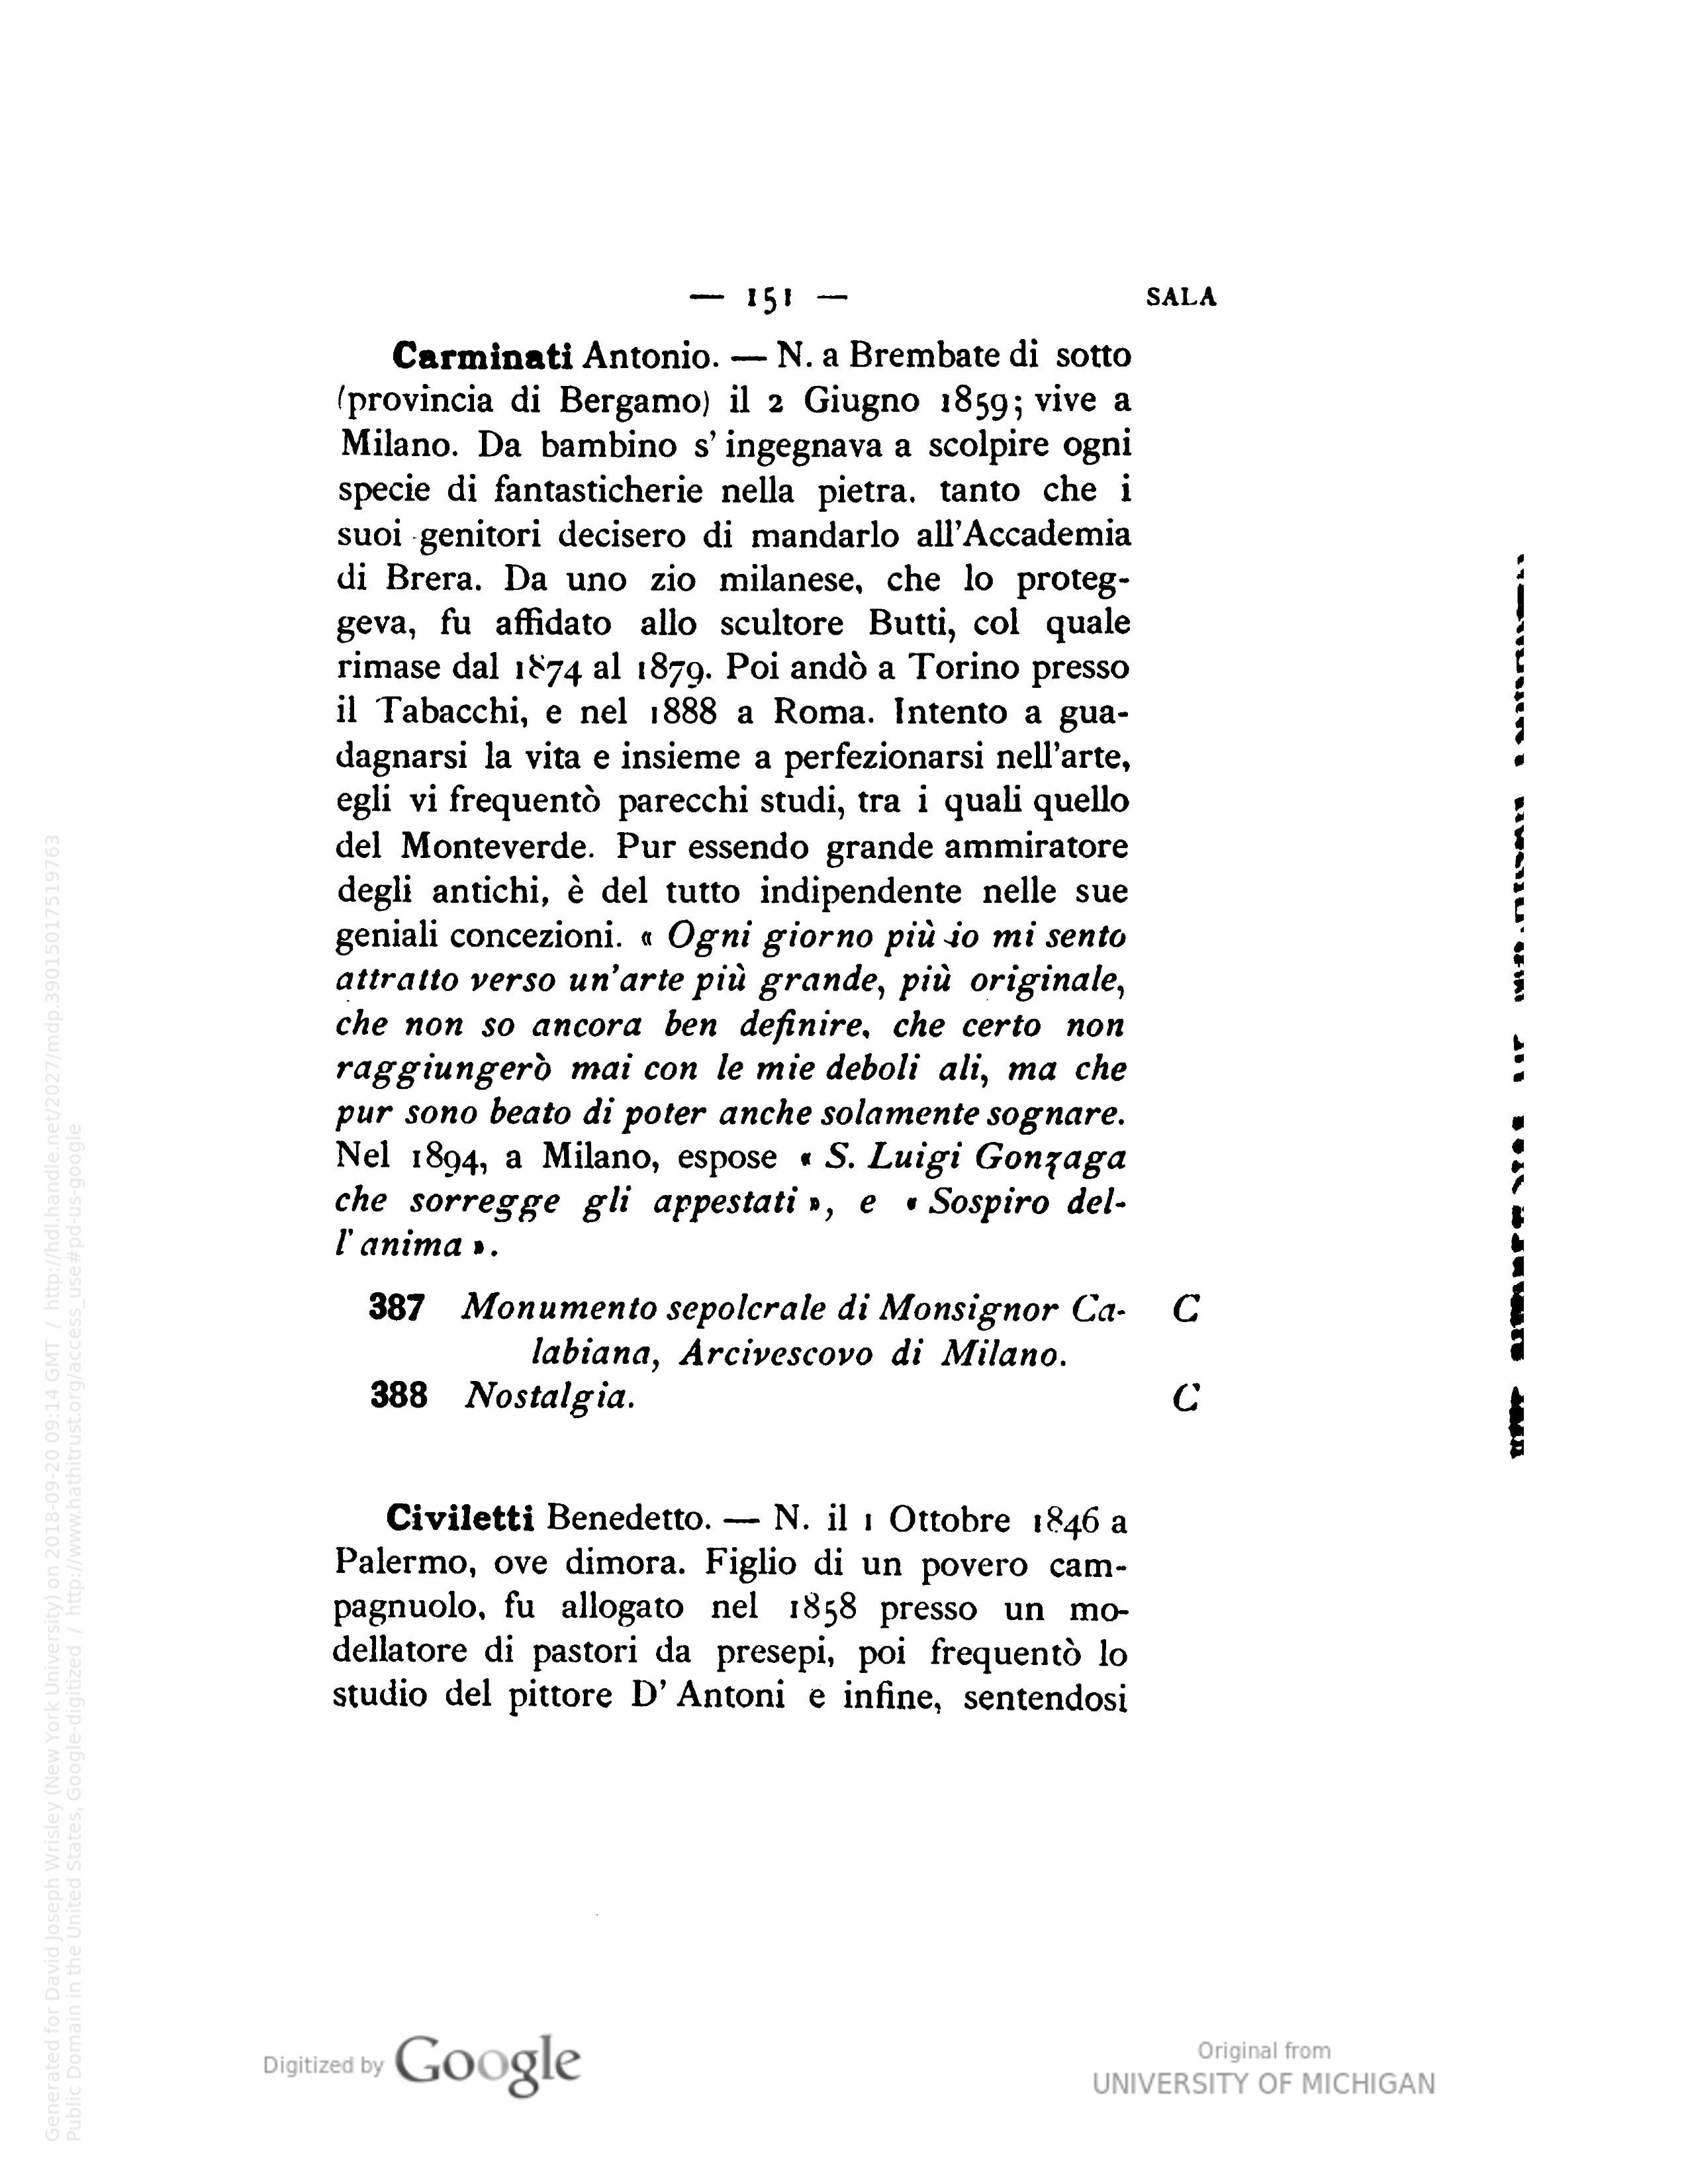 — 151 —
SALA
Carminati Antonio. — N. a Brembate di sotto
(provincia di Bergamo) il 2 Giugno 1859; vive a
Milano. Da bambino s' ingegnava a scolpire ogni
specie di fantasticherie nella pietra. tanto che i
suoi genitori decisero di mandarlo all'Accademia
di Brera. Da uno zio milanese, che lo proteg-
geva, fu affidato allo scultore Butti, col quale
rimase dal 1874 al 1879. Poi andò a Torino presso
il Tabacchi, e nel 1888 a Roma. Intento a gua-
dagnarsi la vita e insieme a perfezionarsi nell'arte,
egli vi frequentò parecchi studi, tra i quali quello
del Monteverde. Pur essendo grande ammiratore
degli antichi, è del tutto indipendente nelle sue
geniali concezioni. « Ogni giorno più io mi sento
attratto verso un'arte più grande, più originale,
che non so ancora ben definire, che certo non
raggiungerò mai con le mie deboli ali, ma che
pur sono beato di poter anche solamente sognare.
Nel 1894, a Milano, espose « S. Luigi Gonzaga
che sorregge gli appestati », e « Sospiro del-
l' anima ».
387 Monumento sepolcrale di Monsignor Ca- C
labiana, Arcivescovo di Milano.
388 Nostalgia. C
Civiletti Benedetto. — N. il 1 Ottobre 1846 a
Palermo, ove dimora. Figlio di un povero cam-
pagnuolo, fu allogato nel 1858 presso un mo-
dellatore di pastori da presepi, poi frequentò lo
studio del pittore D' Antoni e infine, sentendosi
Generated for David Joseph Wrisley (New York University) on 2018-09-20 09:14 GMT / http://hdl.handle.net/2027/mdp.39015017519763
Public Domain in the United States, Google-digitized / http://www.hathitrust.org/access_use#pd-us-google
Digitized by Google
Original from
UNIVERSITY OF MICHIGAN